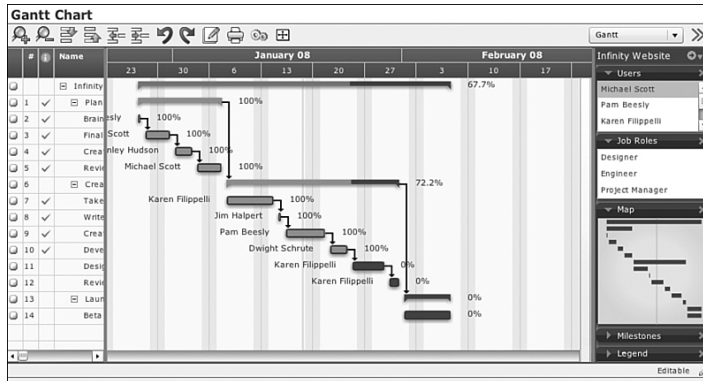 Gantt Chart
Gantt
# Name January 08 February 08 Infinity Website
23 30 6 13 20 27 3 10 17
Users
Infinity 67.7% Michael Scott
1 Plan 100% Pam Beesly
2 Brain esly 100% Karen Filippelli
3 Final Scott 100% Job Roles
4 Crea nley Hudson 100% Designer
5 Revi Michael Scott 100% Engineer
6 Crea 72.2% Project Manager
7 Take Karen Filippelli 100% Map
8 Write Jim Halpert 100%
9 Crea Pam Beesly 100%
10 Deve Dwight Schrute 100%
11 Desi Karen Filippelli 0%
12 Revi Karen Filippelli 0%
13 Laun 0%
14 Beta 0%
Milestones
Legend
Editable